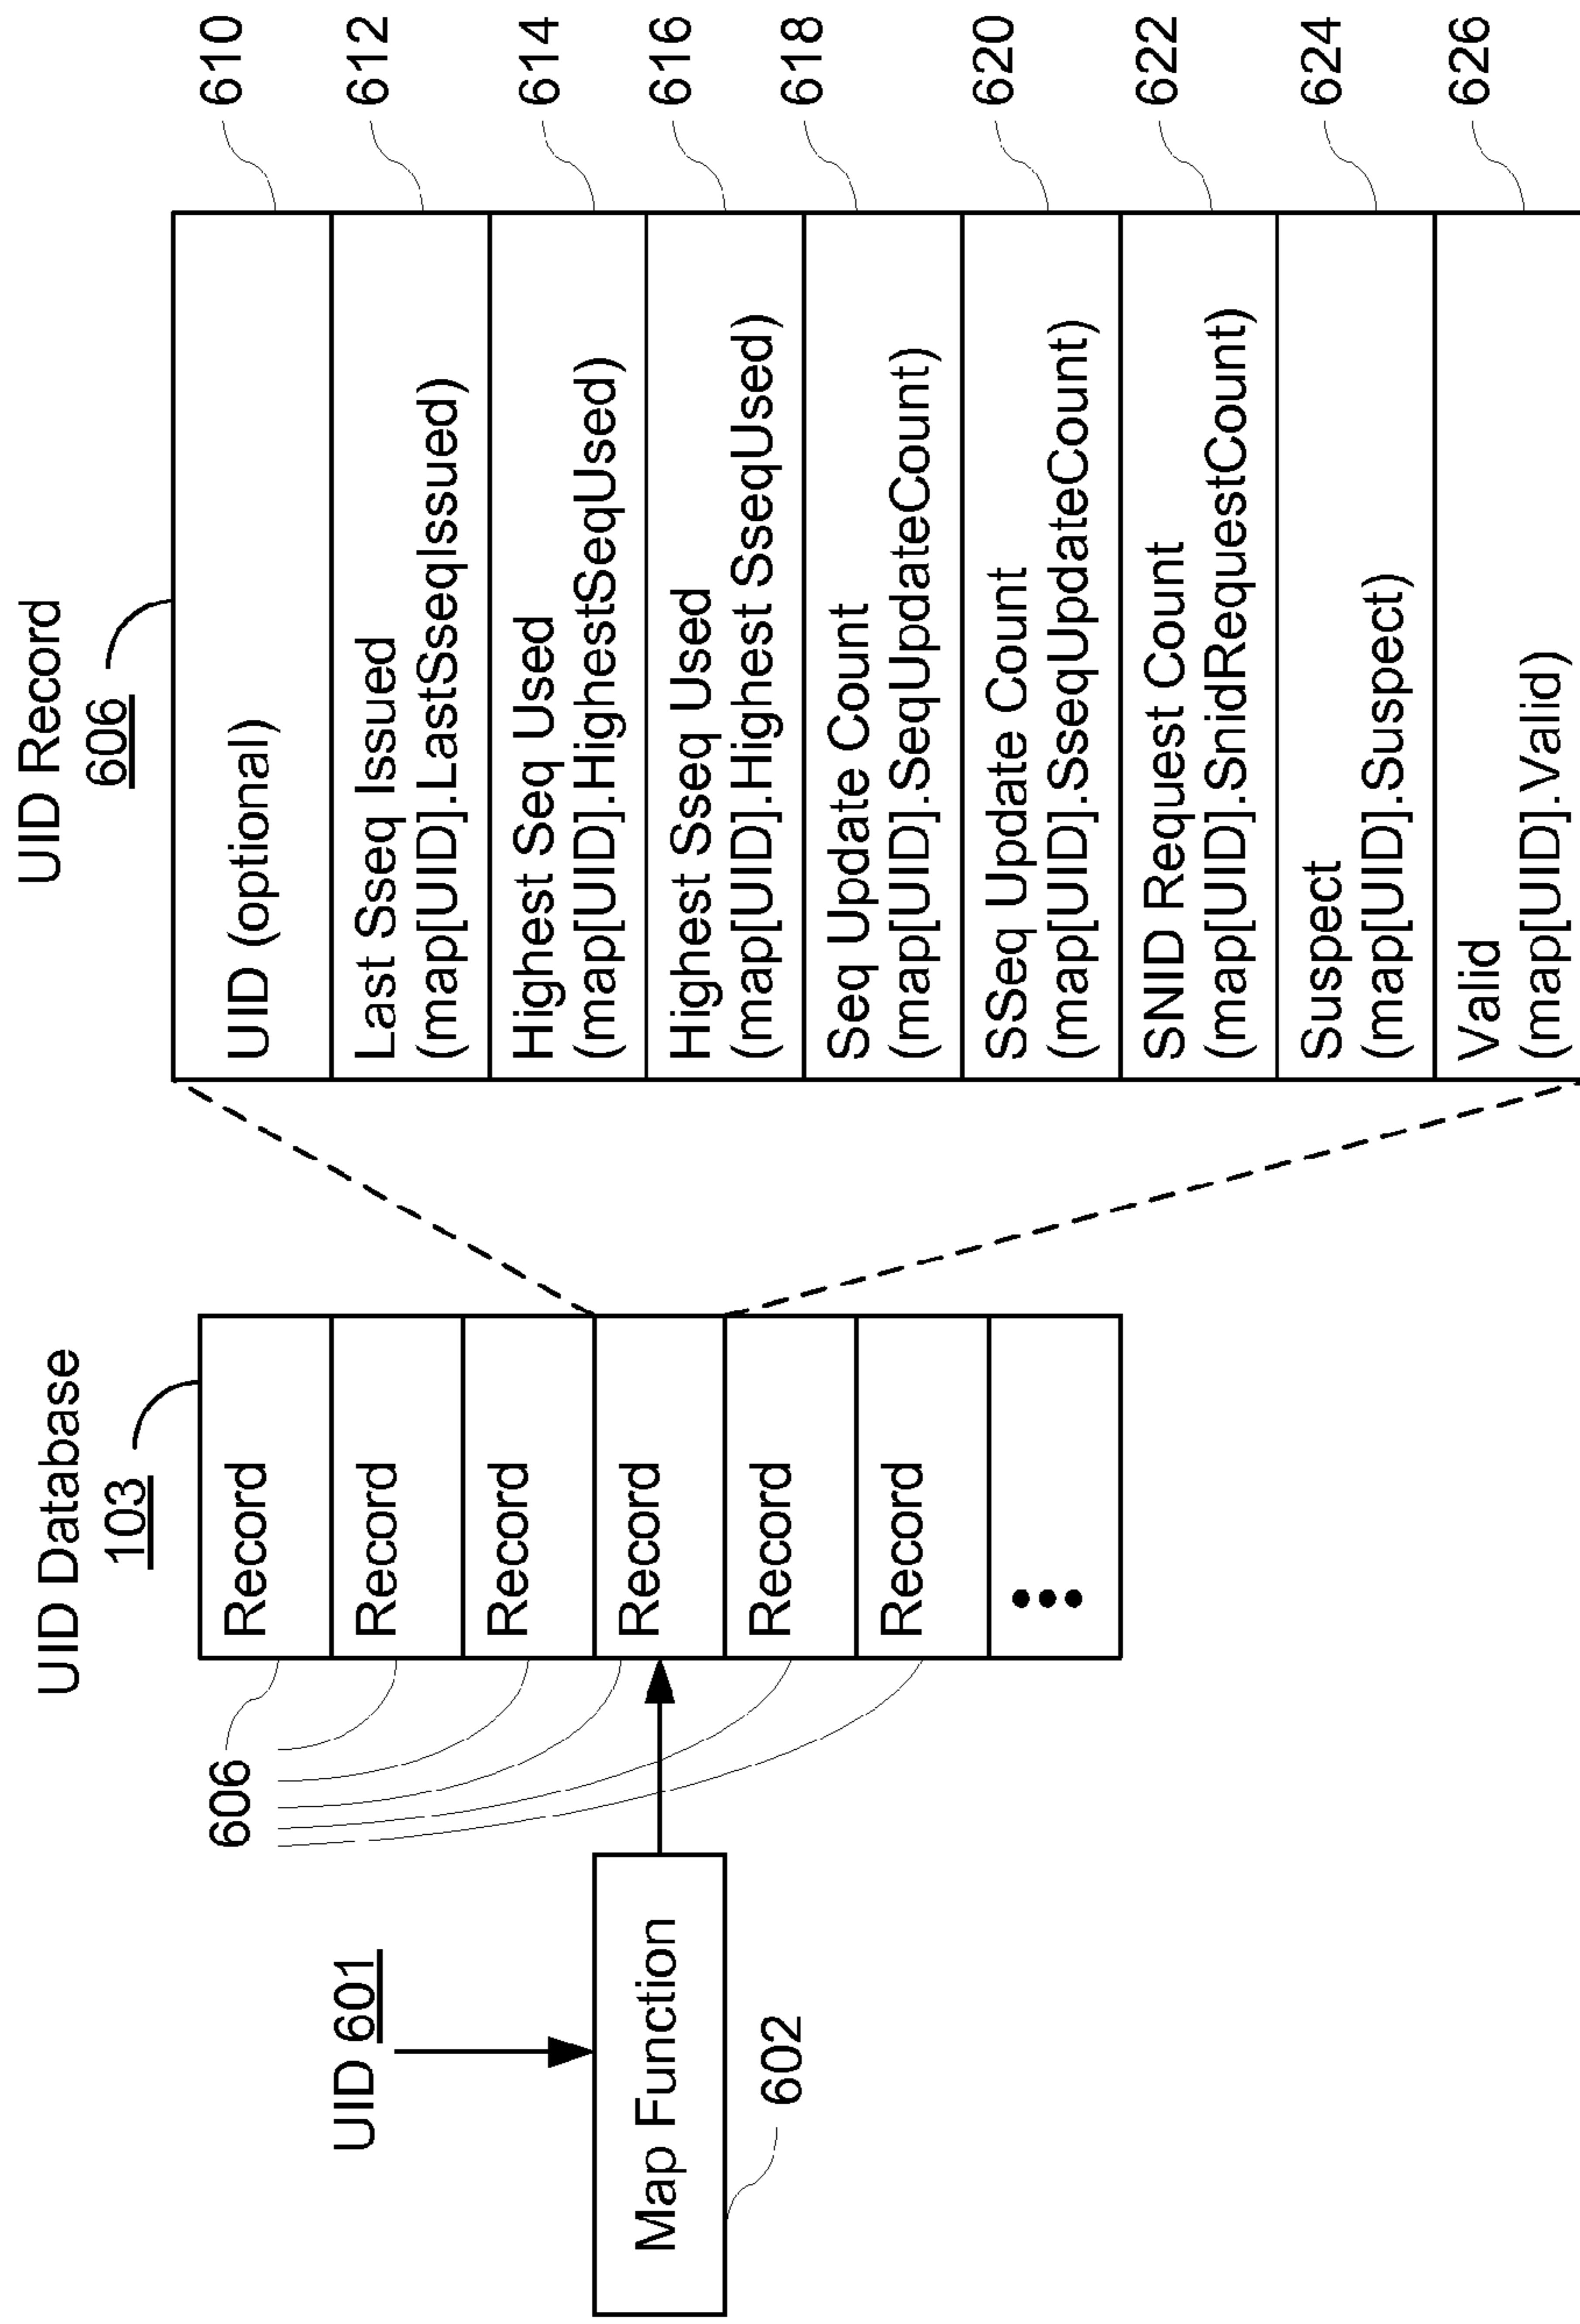 UID 601
Map Function
602
UID Database
103
606
Record
Record
Record
Record
Record
Record
UID Record
606
UID (optional)
610
Last Sseq Issued
(map[UID].LastSseqIssued)
612
Highest Seq Used
(map[UID].HighestSeqUsed)
614
Highest Sseq Used
(map[UID].Highest SseqUsed)
616
Seq Update Count
(map[UID].SeqUpdateCount)
618
SSeq Update Count
(map[UID].SseqUpdateCount)
620
SNID Request Count
(map[UID].SnidRequestCount)
622
Suspect
(map[UID].Suspect)
624
Valid
(map[UID].Valid)
626